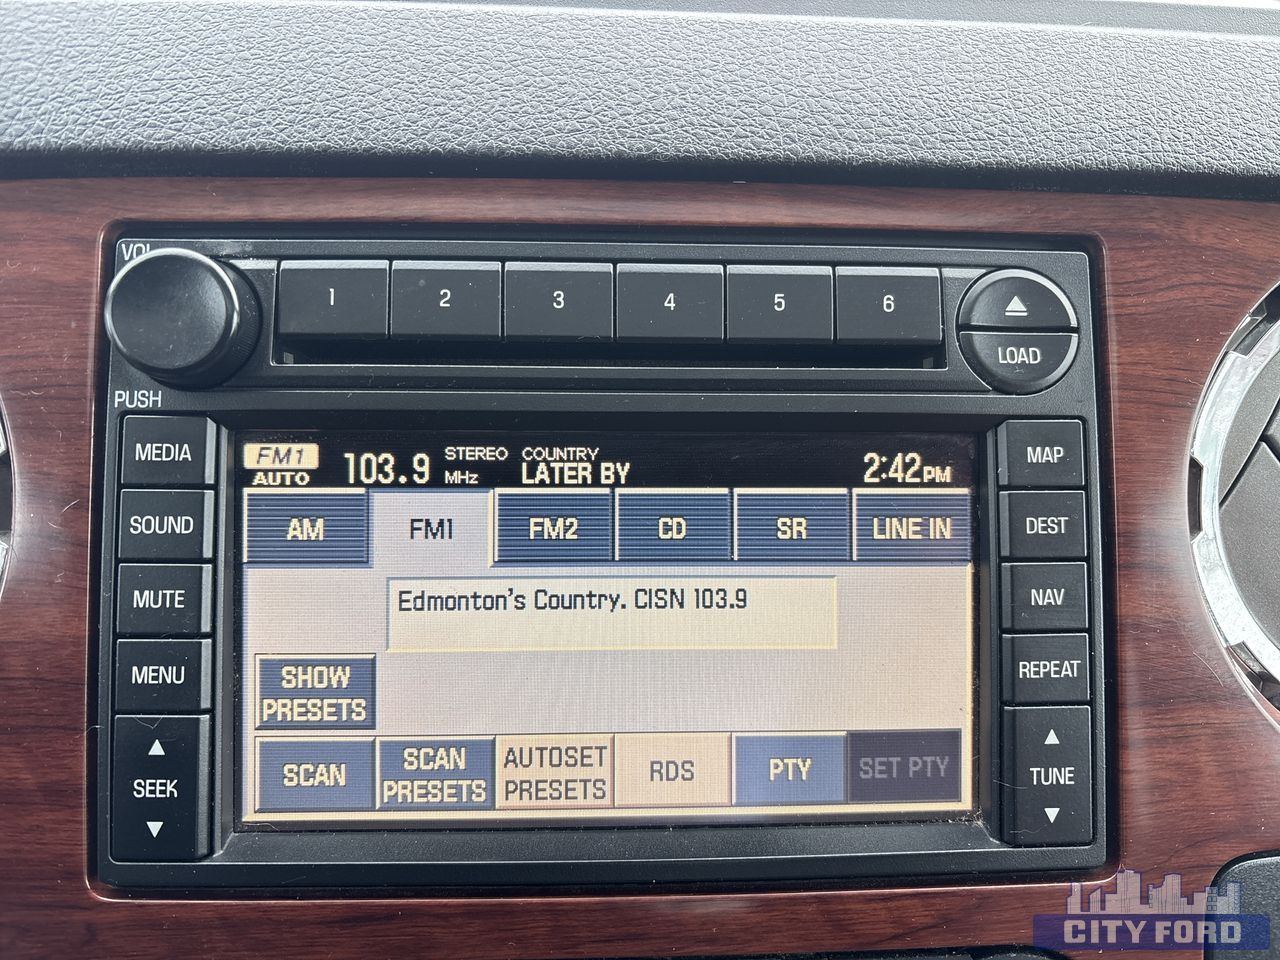 VOL
1 2 3 4 5 6
LOAD
PUSH
MEDIA
SOUND
MUTE
MENU
SEEK
FM1 103.9 STEREO COUNTRY 2:42PM
AUTO MHz LATER BY
AM FM1 FM2 CD SR LINE IN
Edmonton's Country. CISN 103.9
SHOW
PRESETS
SCAN
SCAN
PRESETS
AUTOSET
PRESETS
RDS
PTY
SET PTY
MAP
DEST
NAV
REPEAT
TUNE
CITY FORD